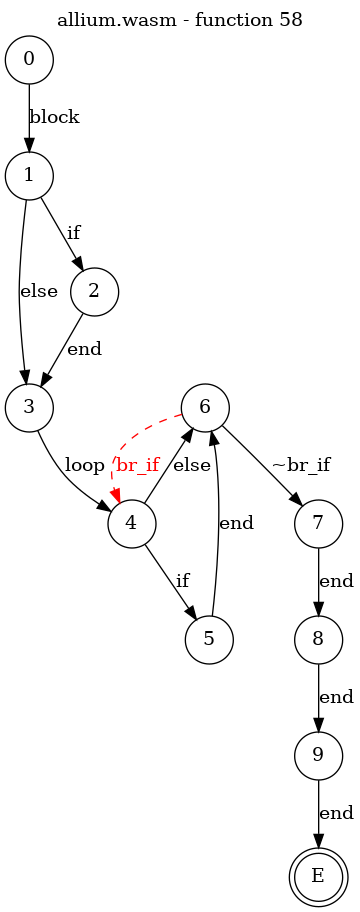 allium.wasm - function 58
0
block
1
if
else
2
end
3
6
loop
br_if
else
~br_if
4
7
if
end
end
5
8
end
9
end
E